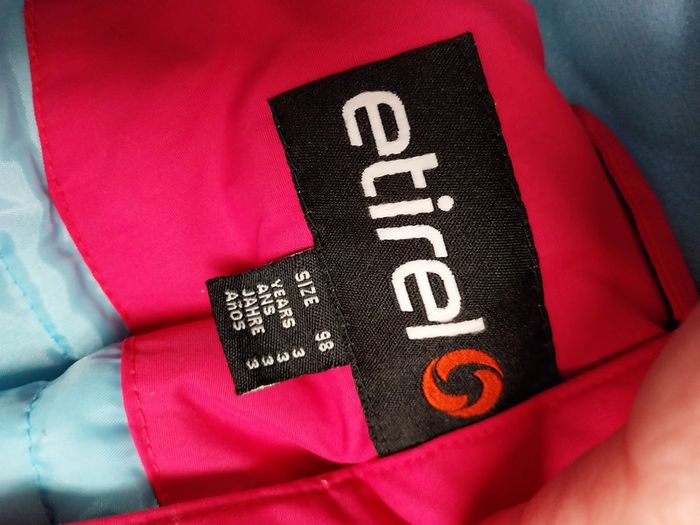 etirel
SIZE 98
YEARS 3
ANS 3
JAHRE 3
AÑOS 3